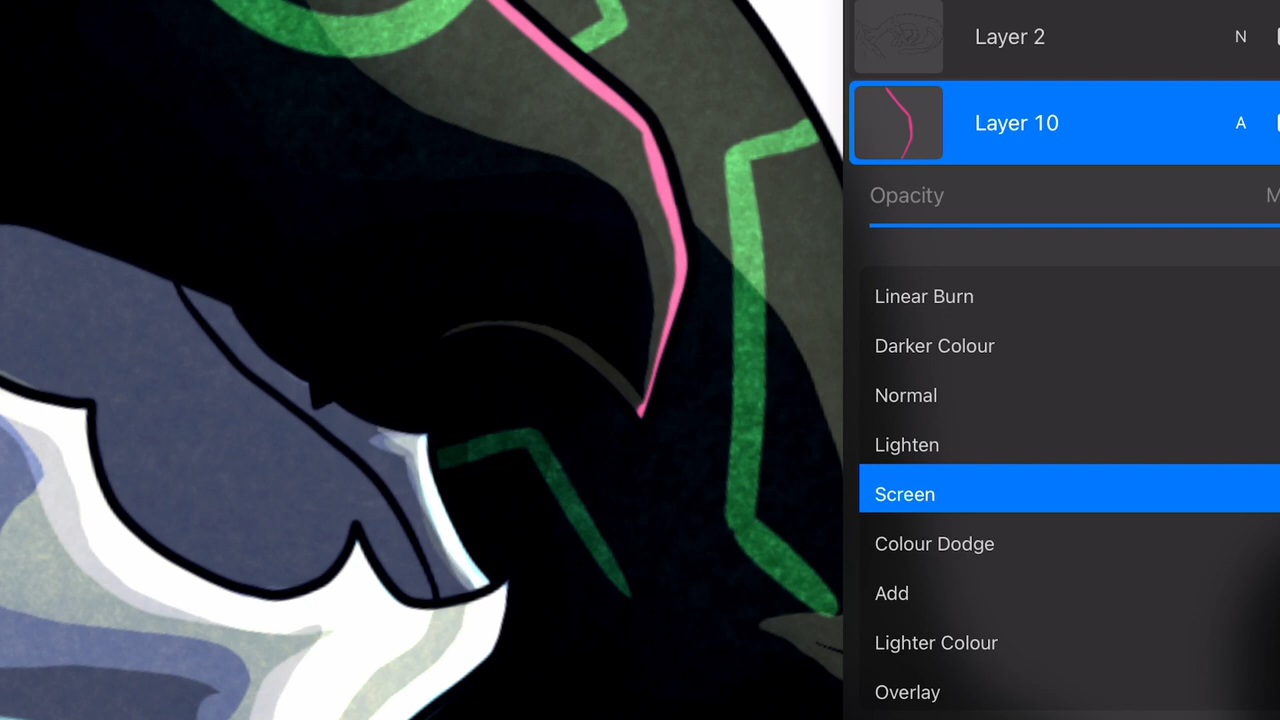 Layer 2 N
Layer 10 A
Opacity M
Linear Burn
Darker Colour
Normal
Lighten
Screen
Colour Dodge
Add
Lighter Colour
Overlay